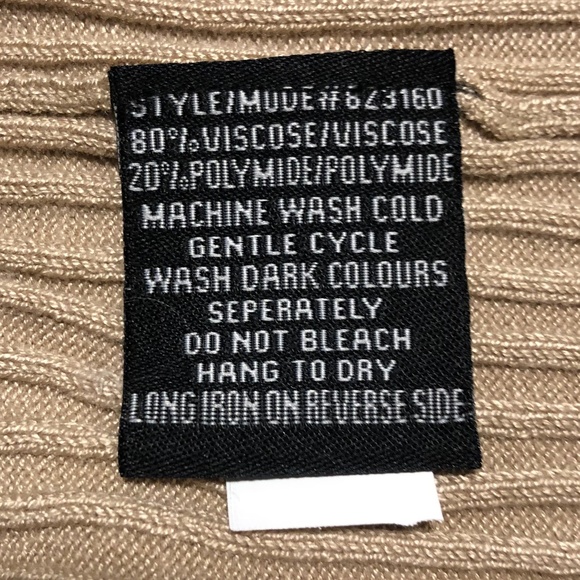 STYLE/MODE#623160
80%VISCOSE/VISCOSE
20%POLYMIDE/POLYMIDE
MACHINE WASH COLD
GENTLE CYCLE
WASH DARK COLOURS
SEPERATELY
DO NOT BLEACH
HANG TO DRY
LONG IRON ON REVERSE SIDE